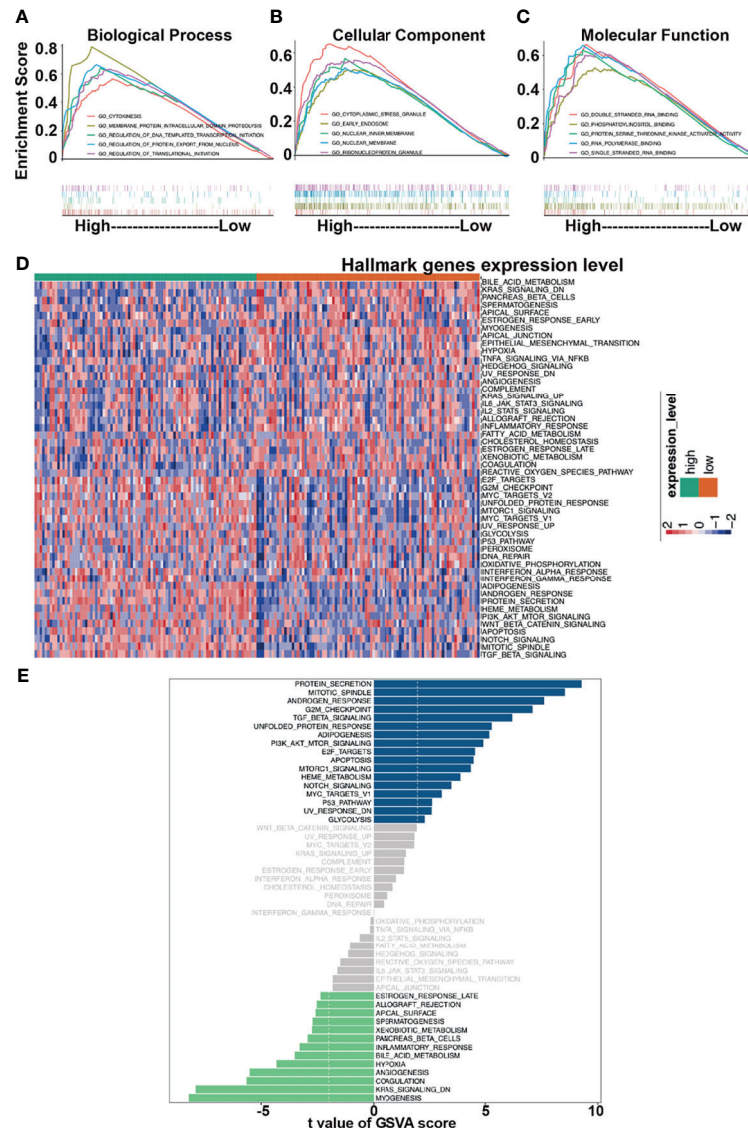 A
Biological Process
Enrichment Score
0.8
0.6
0.4
0.2
0
GO_CYTOKINESIS
GO_MEMBRANE_PROTEIN_INTRACELLULAR_DOMAIN_PROTEOLYSIS
GO_REGULATION_OF_DNA_TEMPLATED_TRANSCRIPTION_INITIATION
GO_REGULATION_OF_PROTEIN_EXPORT_FROM_NUCLEUS
GO_REGULATION_OF_TRANSLATIONAL_INITIATION
High--------------------Low
B
Cellular Component
0.6
0.4
0.2
0
GO_CYTOPLASMIC_STRESS_GRANULE
GO_EARLY_ENDOSOME
GO_NUCLEAR_INNER_MEMBRANE
GO_NUCLEAR_MEMBRANE
GO_RIBONUCLEOPROTEIN_GRANULE
High--------------------Low
C
Molecular Function
0.6
0.4
0.2
0
GO_DOUBLE_STRANDED_RNA_BINDING
GO_PHOSPHATIDYLINOSITOL_BINDING
GO_PROTEIN_SERINE_THREONINE_KINASE_ACTIVATOR_ACTIVITY
GO_RNA_POLYMERASE_BINDING
GO_SINGLE_STRANDED_RNA_BINDING
High--------------------Low
D
Hallmark genes expression level
BILE_ACID_METABOLISM
KRAS_SIGNALING_DN
PANCREAS_BETA_CELLS
SPERMATOGENESIS
APICAL_SURFACE
ESTROGEN_RESPONSE_EARLY
MYOGENESIS
APICAL_JUNCTION
EPITHELIAL_MESENCHYMAL_TRANSITION
HYPOXIA
TNFA_SIGNALING_VIA_NFKB
HEDGEHOG_SIGNALING
UV_RESPONSE_DN
ANGIOGENESIS
COMPLEMENT
KRAS_SIGNALING_UP
IL6_JAK_STAT3_SIGNALING
IL2_STAT5_SIGNALING
ALLOGRAFT_REJECTION
INFLAMMATORY_RESPONSE
FATTY_ACID_METABOLISM
CHOLESTEROL_HOMEOSTASIS
ESTROGEN_RESPONSE_LATE
XENOBIOTIC_METABOLISM
COAGULATION
REACTIVE_OXYGEN_SPECIES_PATHWAY
E2F_TARGETS
G2M_CHECKPOINT
MYC_TARGETS_V2
UNFOLDED_PROTEIN_RESPONSE
MTORC1_SIGNALING
MYC_TARGETS_V1
UV_RESPONSE_UP
GLYCOLYSIS
P53_PATHWAY
PEROXISOME
DNA_REPAIR
OXIDATIVE_PHOSPHORYLATION
INTERFERON_ALPHA_RESPONSE
INTERFERON_GAMMA_RESPONSE
ADIPOGENESIS
ANDROGEN_RESPONSE
PROTEIN_SECRETION
HEME_METABOLISM
PI3K_AKT_MTOR_SIGNALING
WNT_BETA_CATENIN_SIGNALING
APOPTOSIS
NOTCH_SIGNALING
MITOTIC_SPINDLE
TGF_BETA_SIGNALING
expression_level
high
low
2 1 0 -1 -2
E
PROTEIN_SECRETION
MITOTIC_SPINDLE
ANDROGEN_RESPONSE
G2M_CHECKPOINT
TGF_BETA_SIGNALING
UNFOLDED_PROTEIN_RESPONSE
ADIPOGENESIS
PI3K_AKT_MTOR_SIGNALING
E2F_TARGETS
APOPTOSIS
MTORC1_SIGNALING
HEME_METABOLISM
NOTCH_SIGNALING
MYC_TARGETS_V1
P53_PATHWAY
UV_RESPONSE_DN
GLYCOLYSIS
WNT_BETA_CATENIN_SIGNALING
UV_RESPONSE_UP
MYC_TARGETS_V2
KRAS_SIGNALING_UP
COMPLEMENT
ESTROGEN_RESPONSE_EARLY
INTERFERON_ALPHA_RESPONSE
CHOLESTEROL_HOMEOSTASIS
PEROXISOME
DNA_REPAIR
INTERFERON_GAMMA_RESPONSE
OXIDATIVE_PHOSPHORYLATION
TNFA_SIGNALING_VIA_NFKB
IL2_STAT5_SIGNALING
FATTY_ACID_METABOLISM
HEDGEHOG_SIGNALING
REACTIVE_OXYGEN_SPECIES_PATHWAY
IL6_JAK_STAT3_SIGNALING
EPITHELIAL_MESENCHYMAL_TRANSITION
APICAL_JUNCTION
ESTROGEN_RESPONSE_LATE
ALLOGRAFT_REJECTION
APICAL_SURFACE
SPERMATOGENESIS
XENOBIOTIC_METABOLISM
PANCREAS_BETA_CELLS
INFLAMMATORY_RESPONSE
BILE_ACID_METABOLISM
HYPOXIA
ANGIOGENESIS
COAGULATION
KRAS_SIGNALING_DN
MYOGENESIS
-5 0 5 10
t value of GSVA score